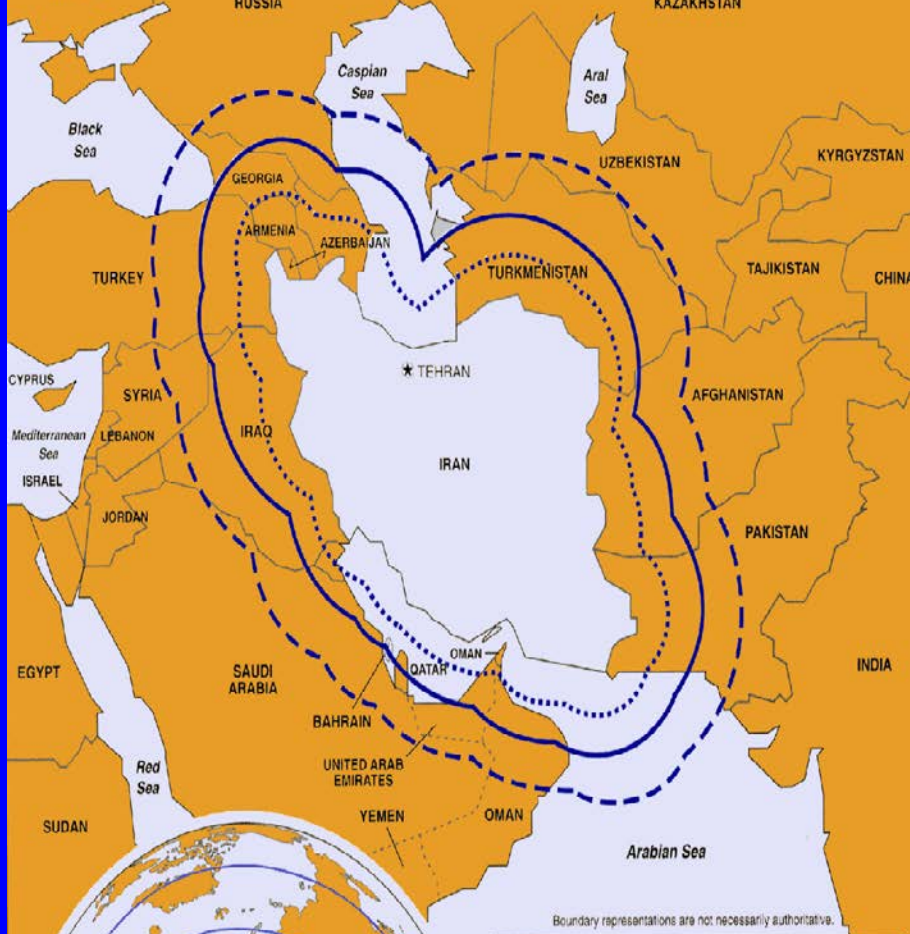 RUSSIA
KAZAKHSTAN
Caspian
Sea
Aral
Sea
Black
Sea
UZBEKISTAN
KYRGYZSTAN
GEORGIA
ARMENIA
AZERBAIJAN
TURKEY
TURKMENISTAN
TAJIKISTAN
CHINA
TEHRAN
CYPRUS
SYRIA
AFGHANISTAN
Mediterranean
Sea
LEBANON
IRAQ
IRAN
ISRAEL
JORDAN
PAKISTAN
OMAN
EGYPT
SAUDI
ARABIA
QATAR
INDIA
BAHRAIN
UNITED ARAB
EMIRATES
Red
Sea
YEMEN
OMAN
SUDAN
Arabian Sea
Boundary representations are not necessarily authoritative.